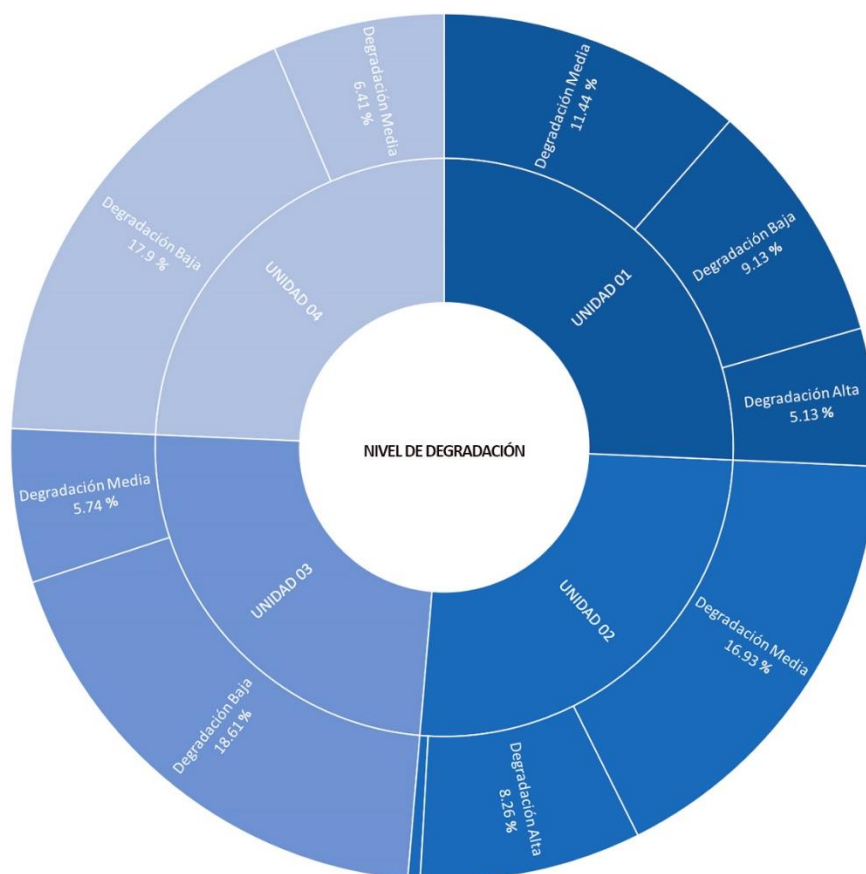 Degradación Media
6.41 %
Degradación Media
11.44 %
Degradación Baja
17.9 %
Degradación Baja
9.13 %
UNIDAD 04
UNIDAD 01
Degradación Alta
5.13 %
NIVEL DE DEGRADACIÓN
Degradación Media
5.74 %
UNIDAD 03
UNIDAD 02
Degradación Media
16.93 %
Degradación Baja
18.61 %
Degradación Alta
8.26 %